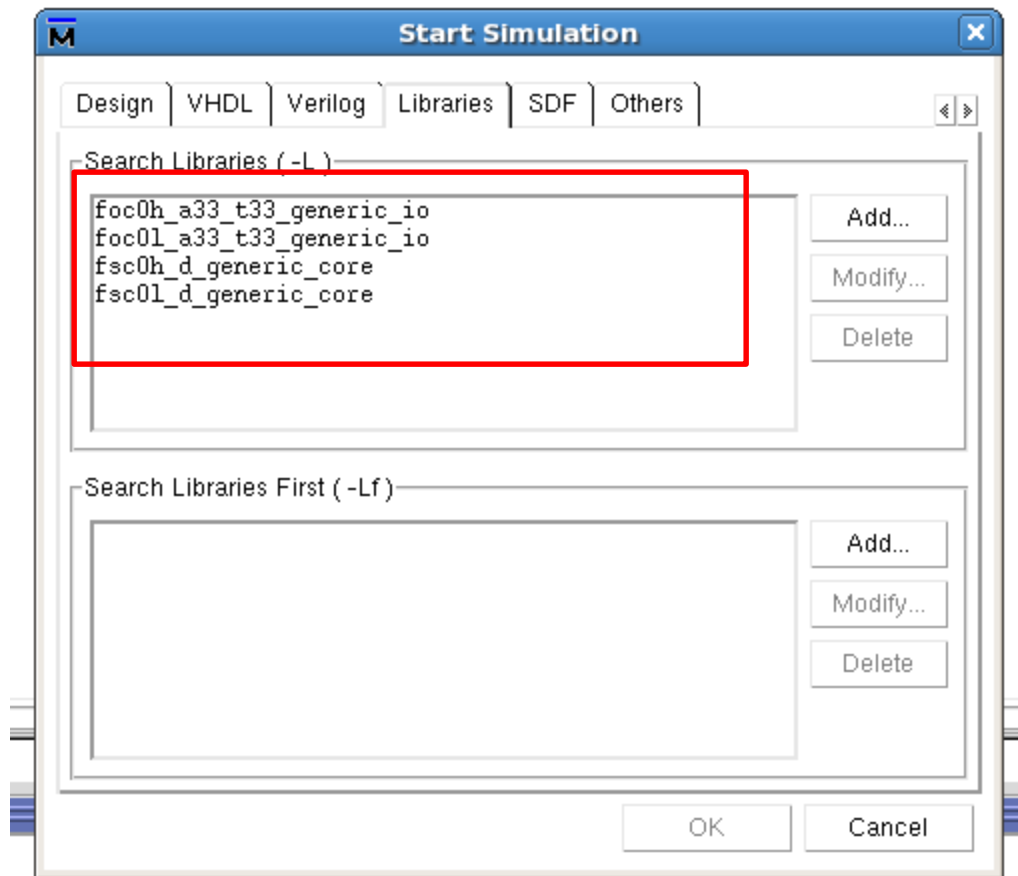 M
Start Simulation
Design VHDL Verilog Libraries SDF Others
Search Libraries ( -L )
foc0h_a33_t33_generic_io
foc0l_a33_t33_generic_io
fsc0h_d_generic_core
fsc0l_d_generic_core
Add...
Modify...
Delete
Search Libraries First ( -Lf )
Add...
Modify...
Delete
OK Cancel